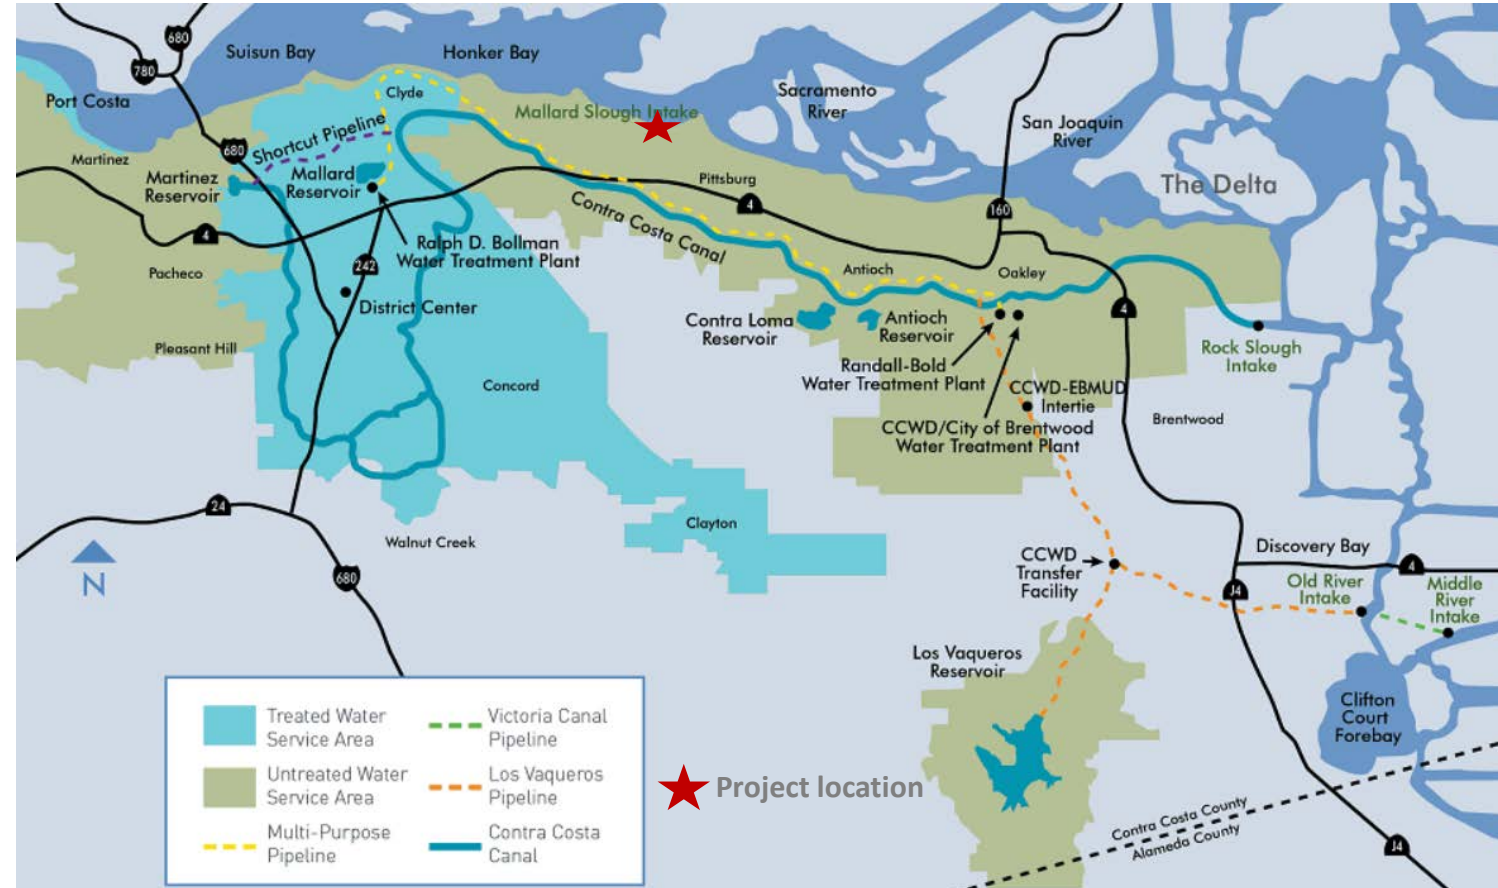 680
780
Suisun Bay
Honker Bay
Port Costa
Clyde
Mallard Slough Intake
Sacramento
River
San Joaquin
River
The Delta
Martinez
680
Shortcut Pipeline
Martinez
Reservoir
Mallard
Reservoir
4
Pittsburg
4
160
Contra Costa Canal
Ralph D. Bollman
Water Treatment Plant
242
Pacheco
District Center
Antioch
Oakley
4
Contra Loma
Reservoir
Antioch
Reservoir
Rock Slough
Intake
Pleasant Hill
Concord
Randall-Bold
Water Treatment Plant
CCWD-EBMUD
Intertie
CCWD/City of Brentwood
Water Treatment Plant
Brentwood
24
Walnut Creek
Clayton
N
680
CCWD
Transfer
Facility
Discovery Bay
4
Old River
Intake
Middle
River
Intake
J4
Los Vaqueros
Reservoir
Clifton
Court
Forebay
Treated Water
Service Area
Untreated Water
Service Area
Multi-Purpose
Pipeline
Victoria Canal
Pipeline
Los Vaqueros
Pipeline
Contra Costa
Canal
Project location
Contra Costa County
Alameda County
J4